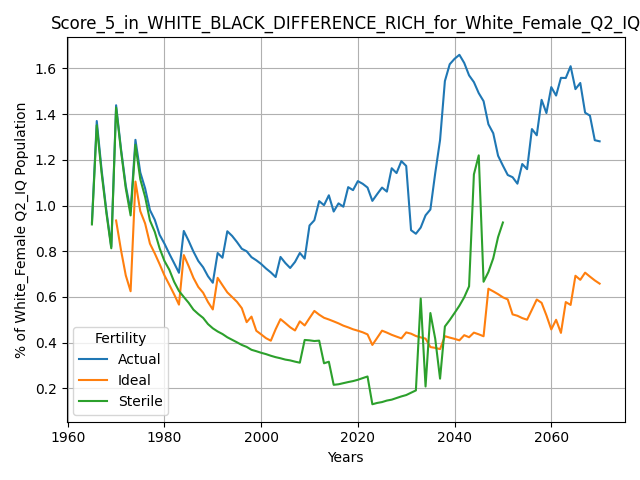 Score_5_in_WHITE_BLACK_DIFFERENCE_RICH_for_White_Female_Q2_IQ
% of White_Female Q2_IQ Population
1.6
1.4
1.2
1.0
0.8
0.6
0.4
0.2
Fertility
Actual
Ideal
Sterile
1960
1980
2000
2020
2040
2060
Years